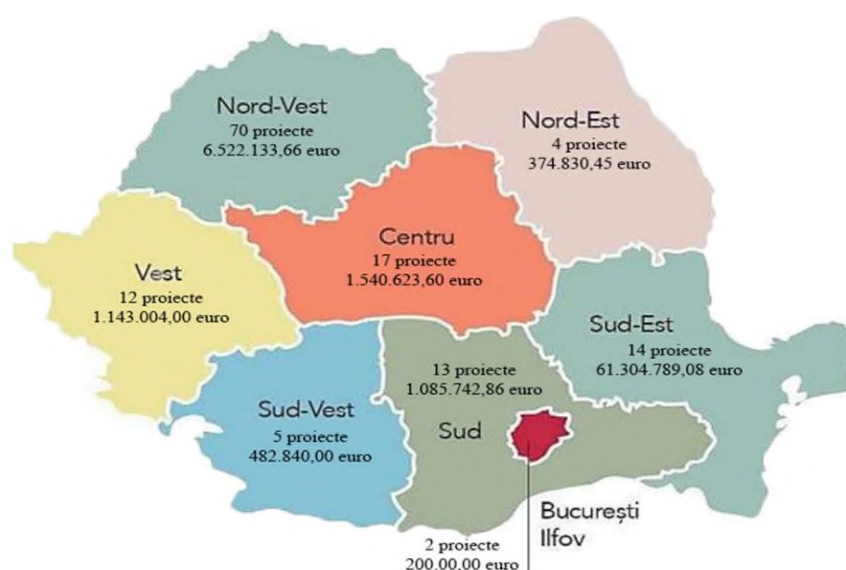 Nord-Vest
70 proiecte
6.522.133,66 euro
Nord-Est
4 proiecte
374.830,45 euro
Centru
17 proiecte
1.540.623,60 euro
Vest
12 proiecte
1.143.004,00 euro
Sud-Est
14 proiecte
61.304.789,08 euro
13 proiecte
1.085.742,86 euro
Sud
Sud-Vest
5 proiecte
482.840,00 euro
București
Ilfov
2 proiecte
200.00,00 euro